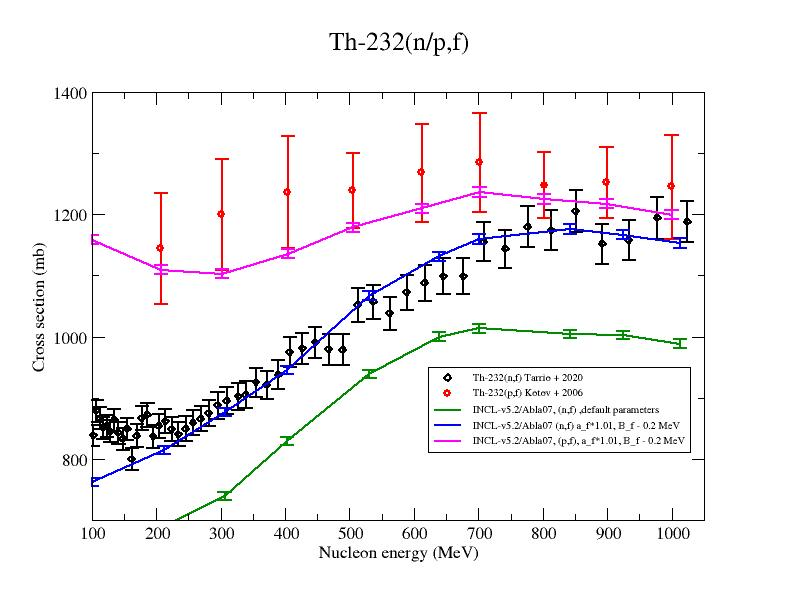 Th-232(n/p,f)
1400
1200
1000
800
Cross section (mb)
Th-232(n,f) Tarrio + 2020
Th-232(p,f) Kotov + 2006
INCL-v5.2/Abla07, (n,f) ,default parameters
INCL-v5.2/Abla07 (n,f) a_f*1.01, B_f - 0.2 MeV
INCL-v5.2/Abla07, (p,f), a_f*1.01, B_f - 0.2 MeV
100 200 300 400 500 600 700 800 900 1000
Nucleon energy (MeV)